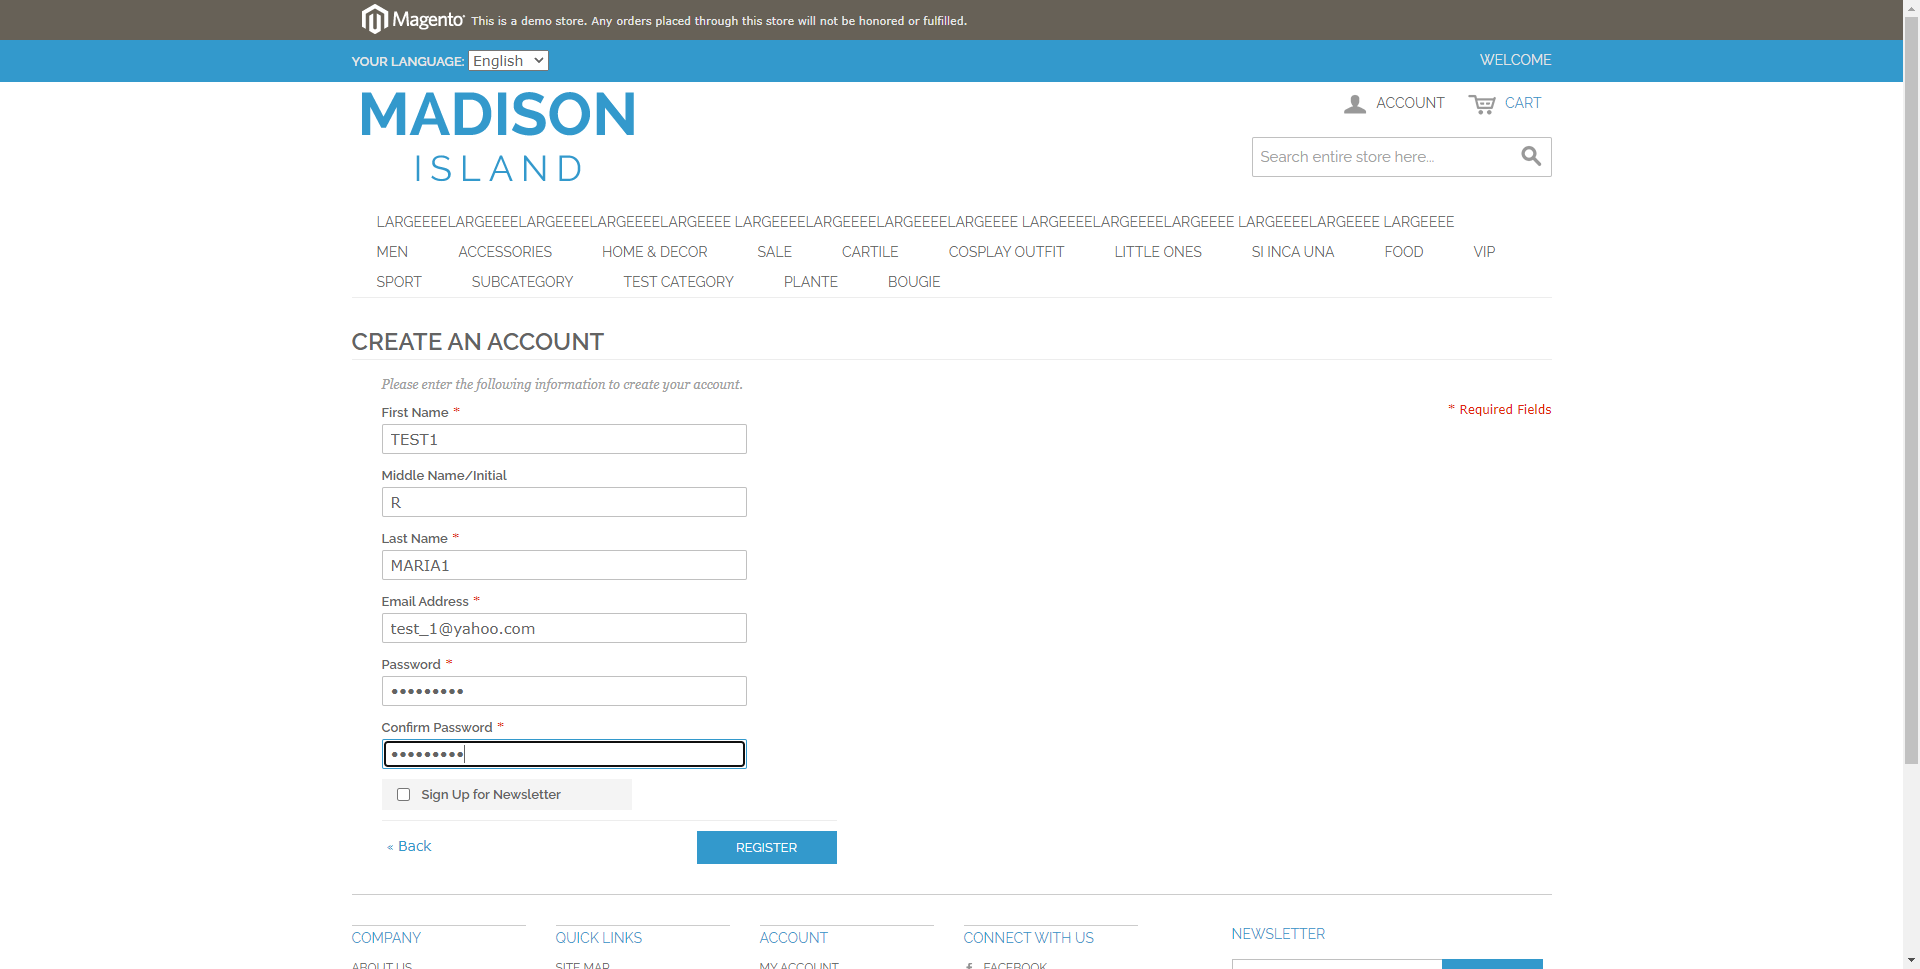 Magento This is a demo store. Any orders placed through this store will not be honored or fulfilled.
YOUR LANGUAGE: English WELCOME
MADISON
ISLAND
ACCOUNT CART
Search entire store here...
LARGEEEELARGEEEELARGEEEELARGEEEELARGEEEE LARGEEEELARGEEEELARGEEEELARGEEEE LARGEEEELARGEEEELARGEEEE LARGEEEELARGEEEE LARGEEEE
MEN ACCESSORIES HOME & DECOR SALE CARTILE COSPLAY OUTFIT LITTLE ONES SI INCA UNA FOOD VIP
SPORT SUBCATEGORY TEST CATEGORY PLANTE BOUGIE
CREATE AN ACCOUNT
Please enter the following information to create your account.
* Required Fields
First Name *
TEST1
Middle Name/Initial
R
Last Name *
MARIA1
Email Address *
test_1@yahoo.com
Password *
•••••••••
Confirm Password *
•••••••••
Sign Up for Newsletter
« Back REGISTER
COMPANY QUICK LINKS ACCOUNT CONNECT WITH US NEWSLETTER
ABOUT US SITE MAP MY ACCOUNT FACEBOOK